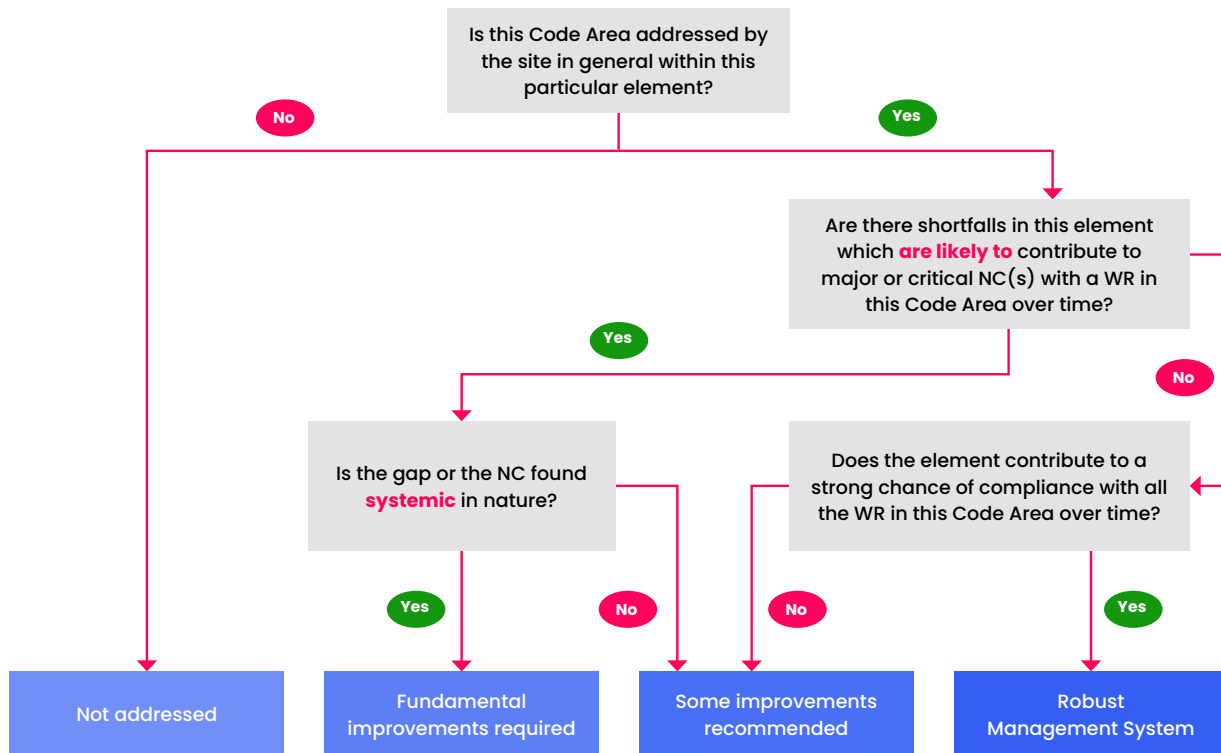 Is this Code Area addressed by
the site in general within this
particular element?
No
Yes
Are there shortfalls in this element
which are likely to contribute to
major or critical NC(s) with a WR in
this Code Area over time?
Yes
No
Is the gap or the NC found
systemic in nature?
Does the element contribute to a
strong chance of compliance with all
the WR in this Code Area over time?
Yes
No
No
Yes
Not addressed
Fundamental
improvements required
Some improvements
recommended
Robust
Management System